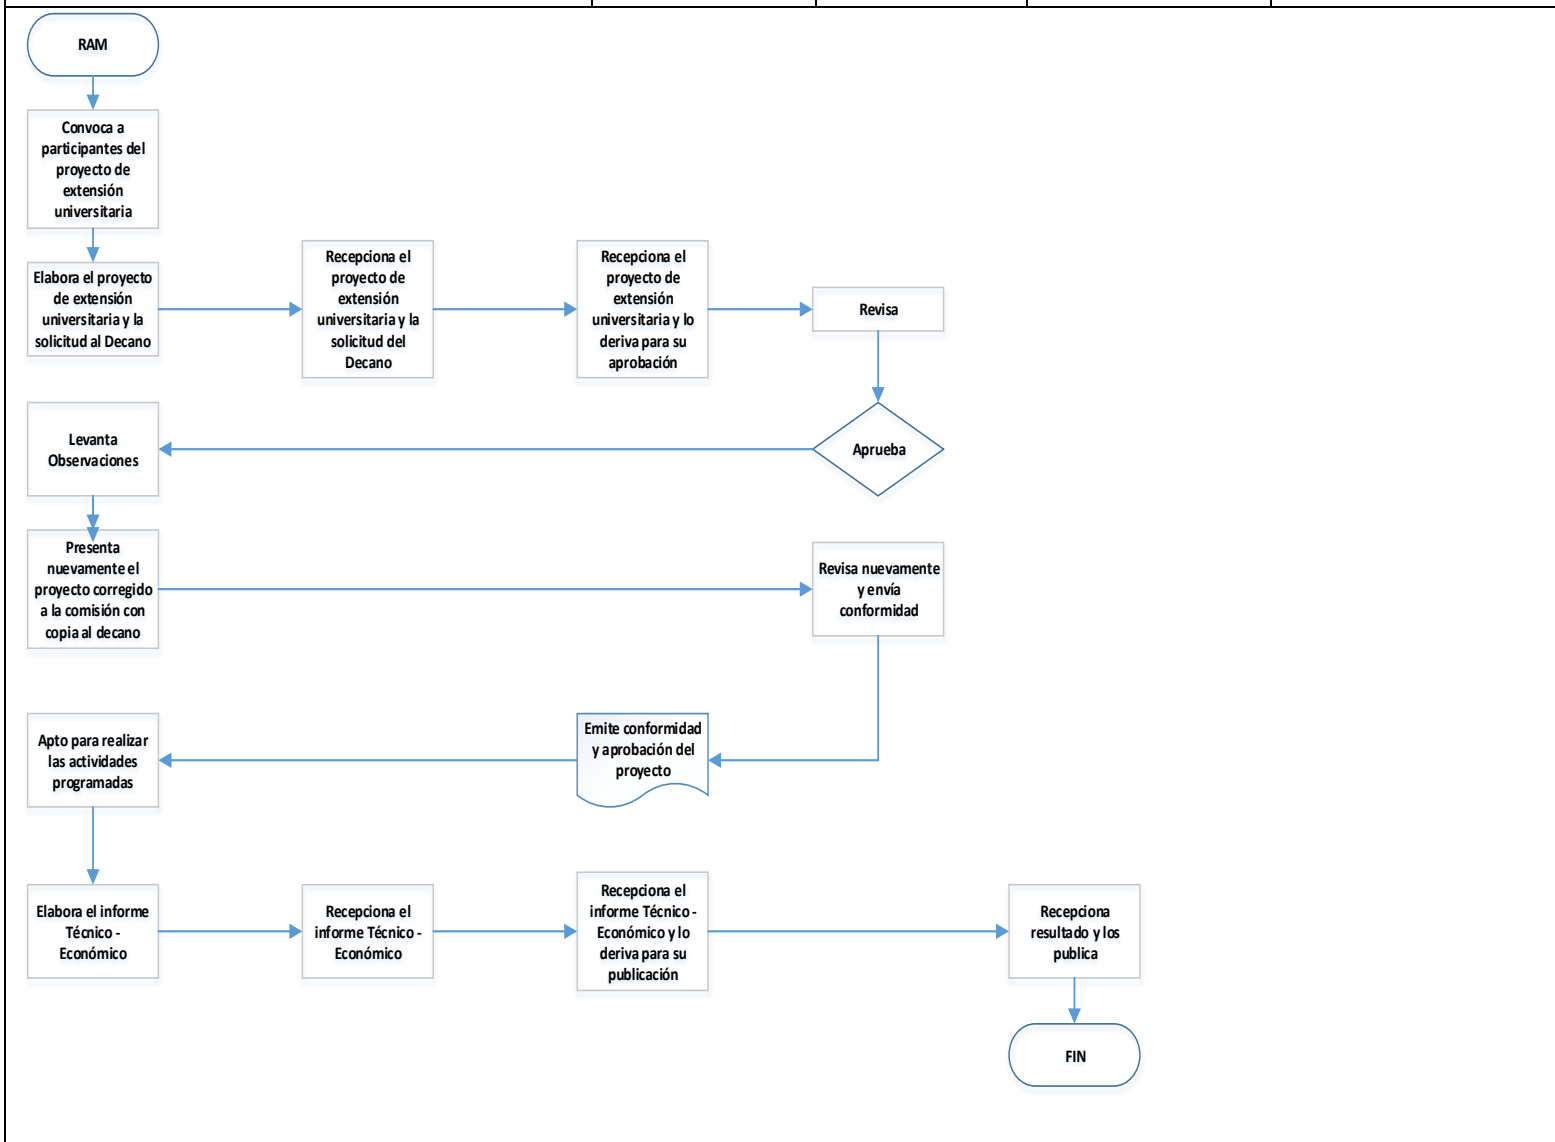 RAM
Convoca a
participantes del
proyecto de
extensión
universitaria
Elabora el proyecto
de extensión
universitaria y la
solicitud al Decano
Recepciona el
proyecto de
extensión
universitaria y la
solicitud del
Decano
Recepciona el
proyecto de
extensión
universitaria y lo
deriva para su
aprobación
Revisa
Aprueba
Levanta
Observaciones
Presenta
nuevamente el
proyecto corregido
a la comisión con
copia al decano
Revisa nuevamente
y envía
conformidad
Emite conformidad
y aprobación del
proyecto
Apto para realizar
las actividades
programadas
Elabora el informe
Técnico -
Económico
Recepciona el
informe Técnico -
Económico
Recepciona el
informe Técnico -
Económico y lo
deriva para su
publicación
Recepciona
resultado y los
publica
FIN